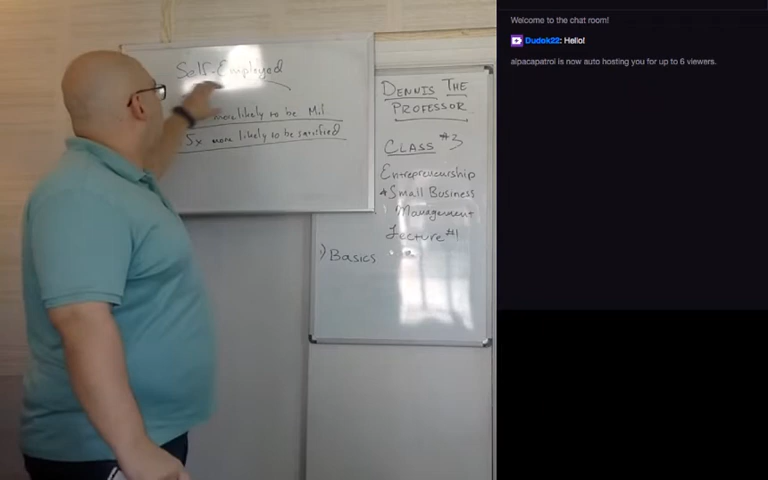 Self-Employed
more likely to be Mil
5x more likely to be satisfied
DENNIS THE
PROFESSOR
CLASS #3
Entrepreneurship
Small Business
Management
Lecture #1
1) Basics
Welcome to the chat room!
Dudek22: Hello!
alpacapatrol is now auto hosting you for up to 6 viewers.